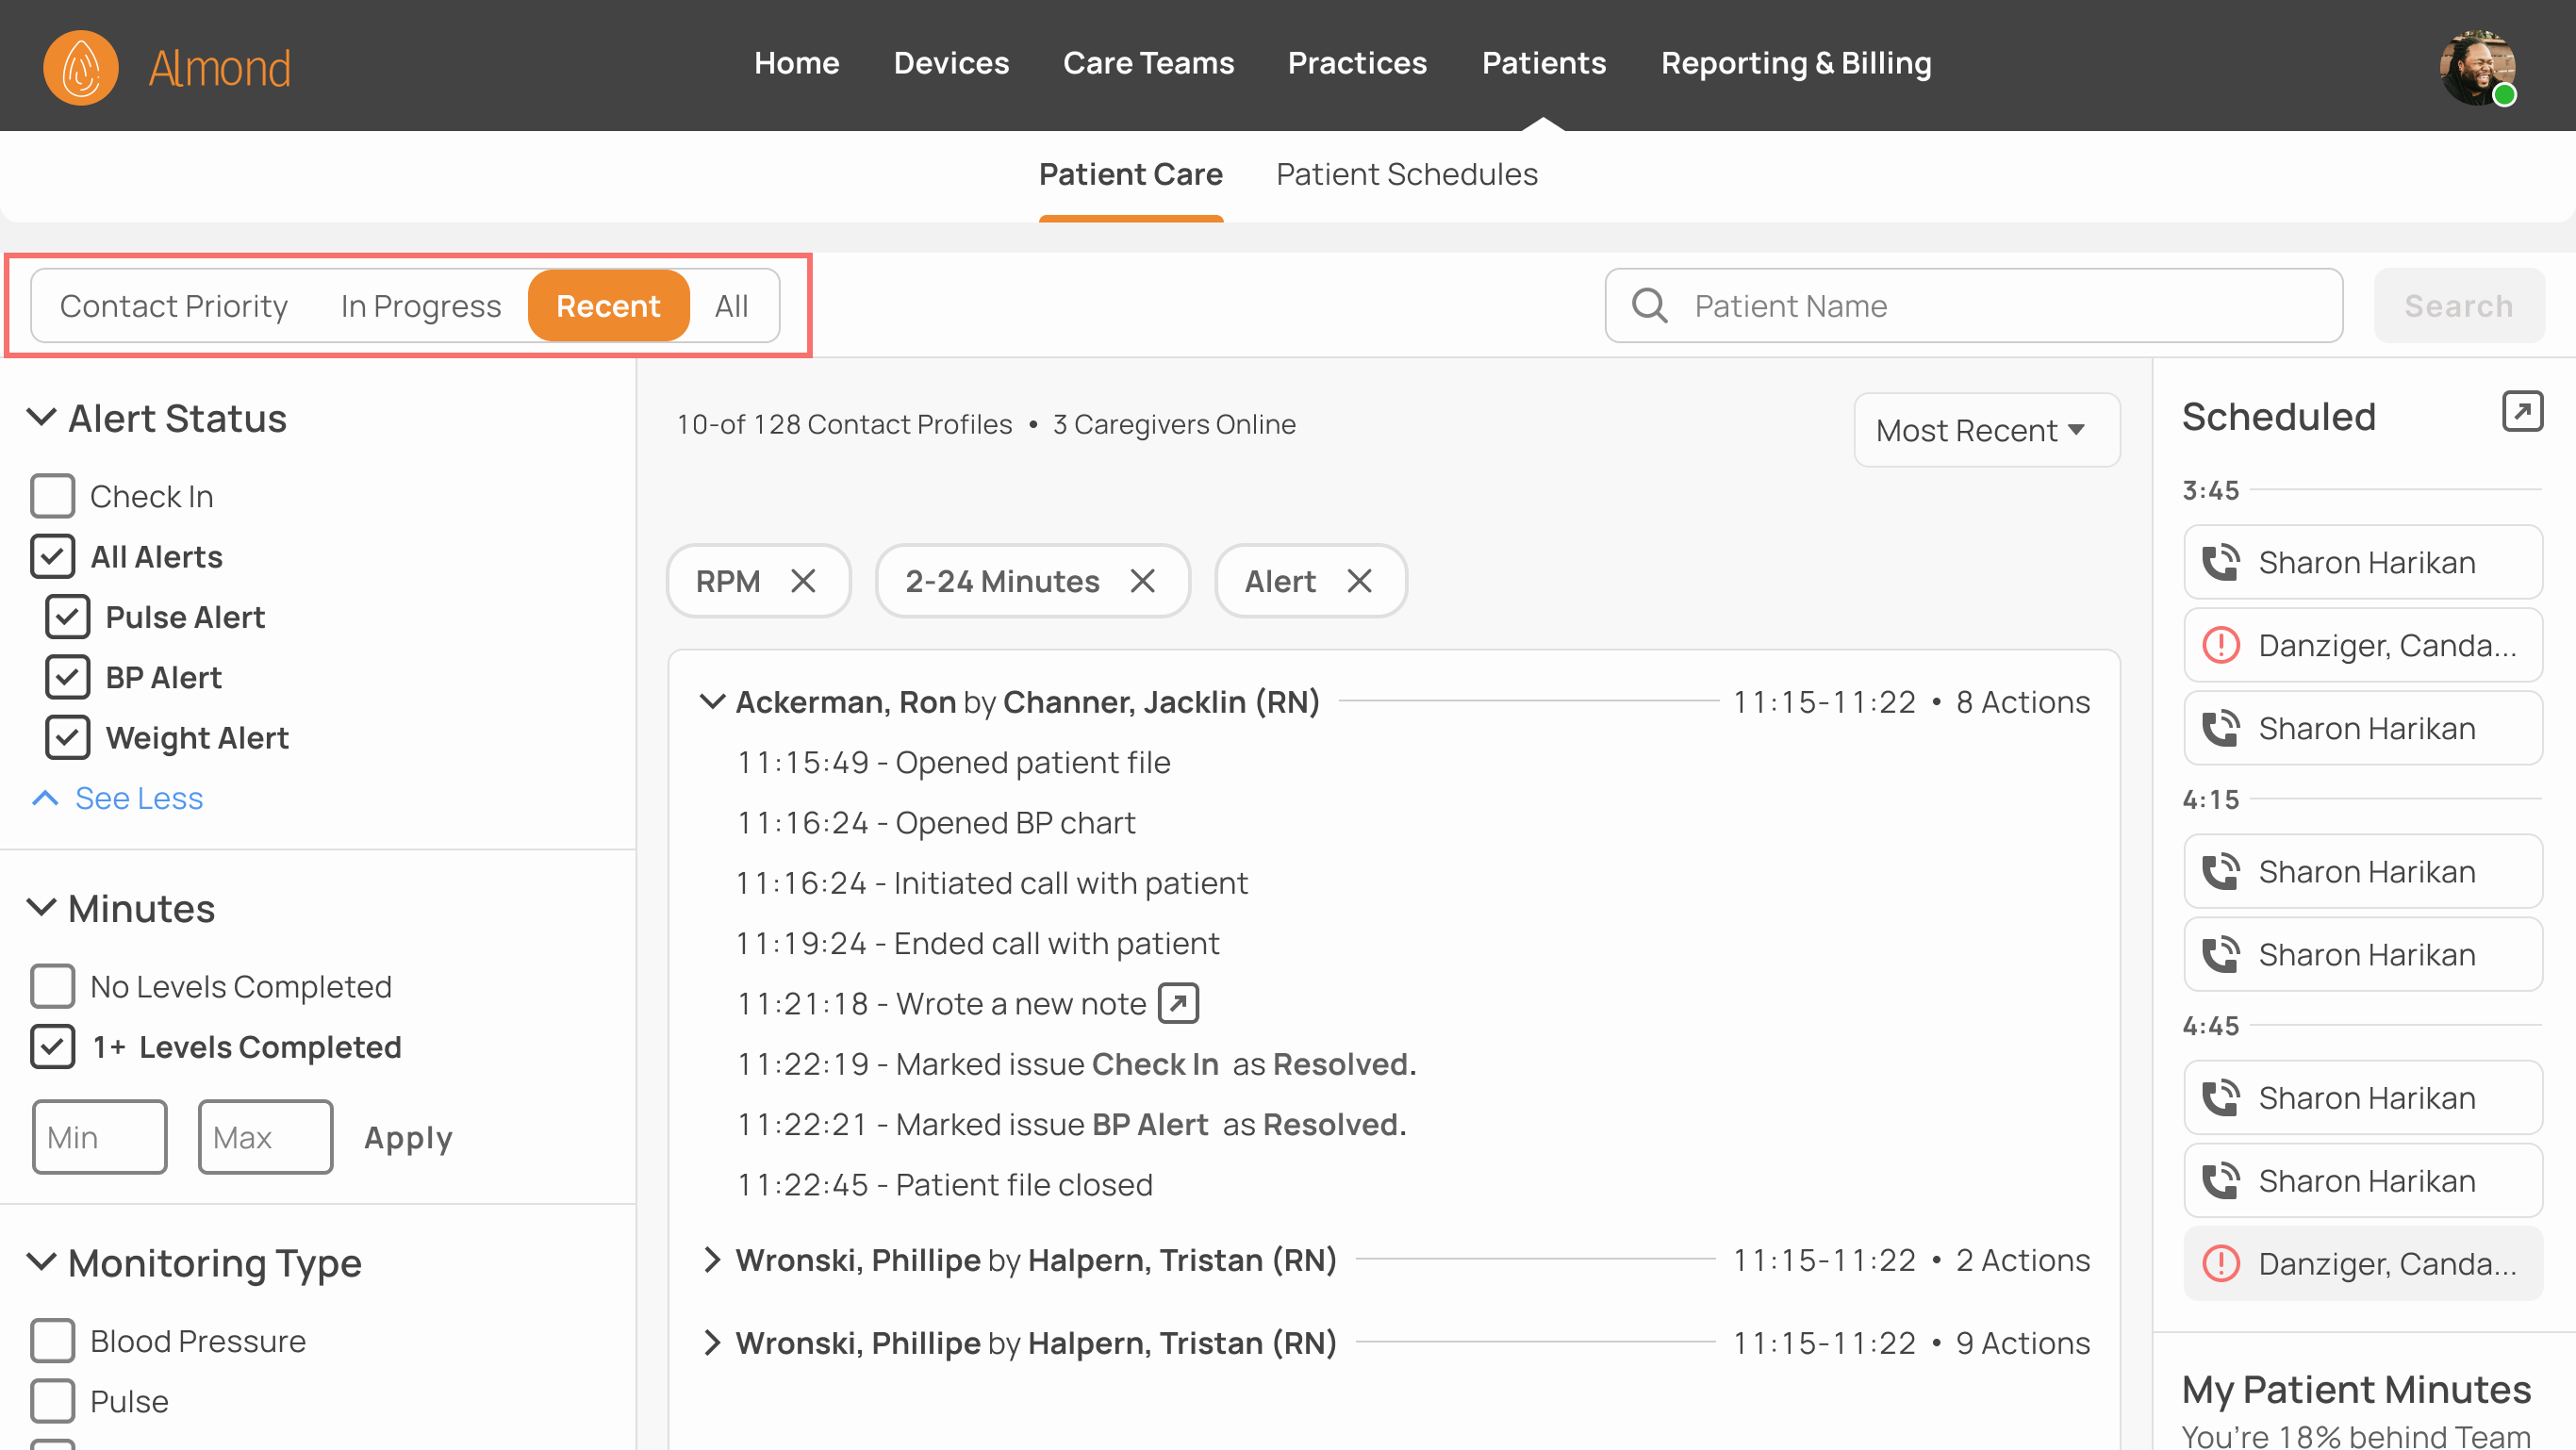 Almond
Home Devices Care Teams Practices Patients Reporting & Billing
Patient Care Patient Schedules
Contact Priority In Progress Recent All
Patient Name
Search
Alert Status
Check In
All Alerts
Pulse Alert
BP Alert
Weight Alert
See Less
Minutes
No Levels Completed
1+ Levels Completed
Min Max Apply
Monitoring Type
Blood Pressure
Pulse
10-of 128 Contact Profiles • 3 Caregivers Online
Most Recent
RPM 2-24 Minutes Alert
Ackerman, Ron by Channer, Jacklin (RN) 11:15-11:22 • 8 Actions
11:15:49 - Opened patient file
11:16:24 - Opened BP chart
11:16:24 - Initiated call with patient
11:19:24 - Ended call with patient
11:21:18 - Wrote a new note
11:22:19 - Marked issue Check In as Resolved.
11:22:21 - Marked issue BP Alert as Resolved.
11:22:45 - Patient file closed
Wronski, Phillipe by Halpern, Tristan (RN) 11:15-11:22 • 2 Actions
Wronski, Phillipe by Halpern, Tristan (RN) 11:15-11:22 • 9 Actions
Scheduled
3:45
Sharon Harikan
Danziger, Canda...
Sharon Harikan
4:15
Sharon Harikan
Sharon Harikan
4:45
Sharon Harikan
Sharon Harikan
Danziger, Canda...
My Patient Minutes
You're 18% behind Team